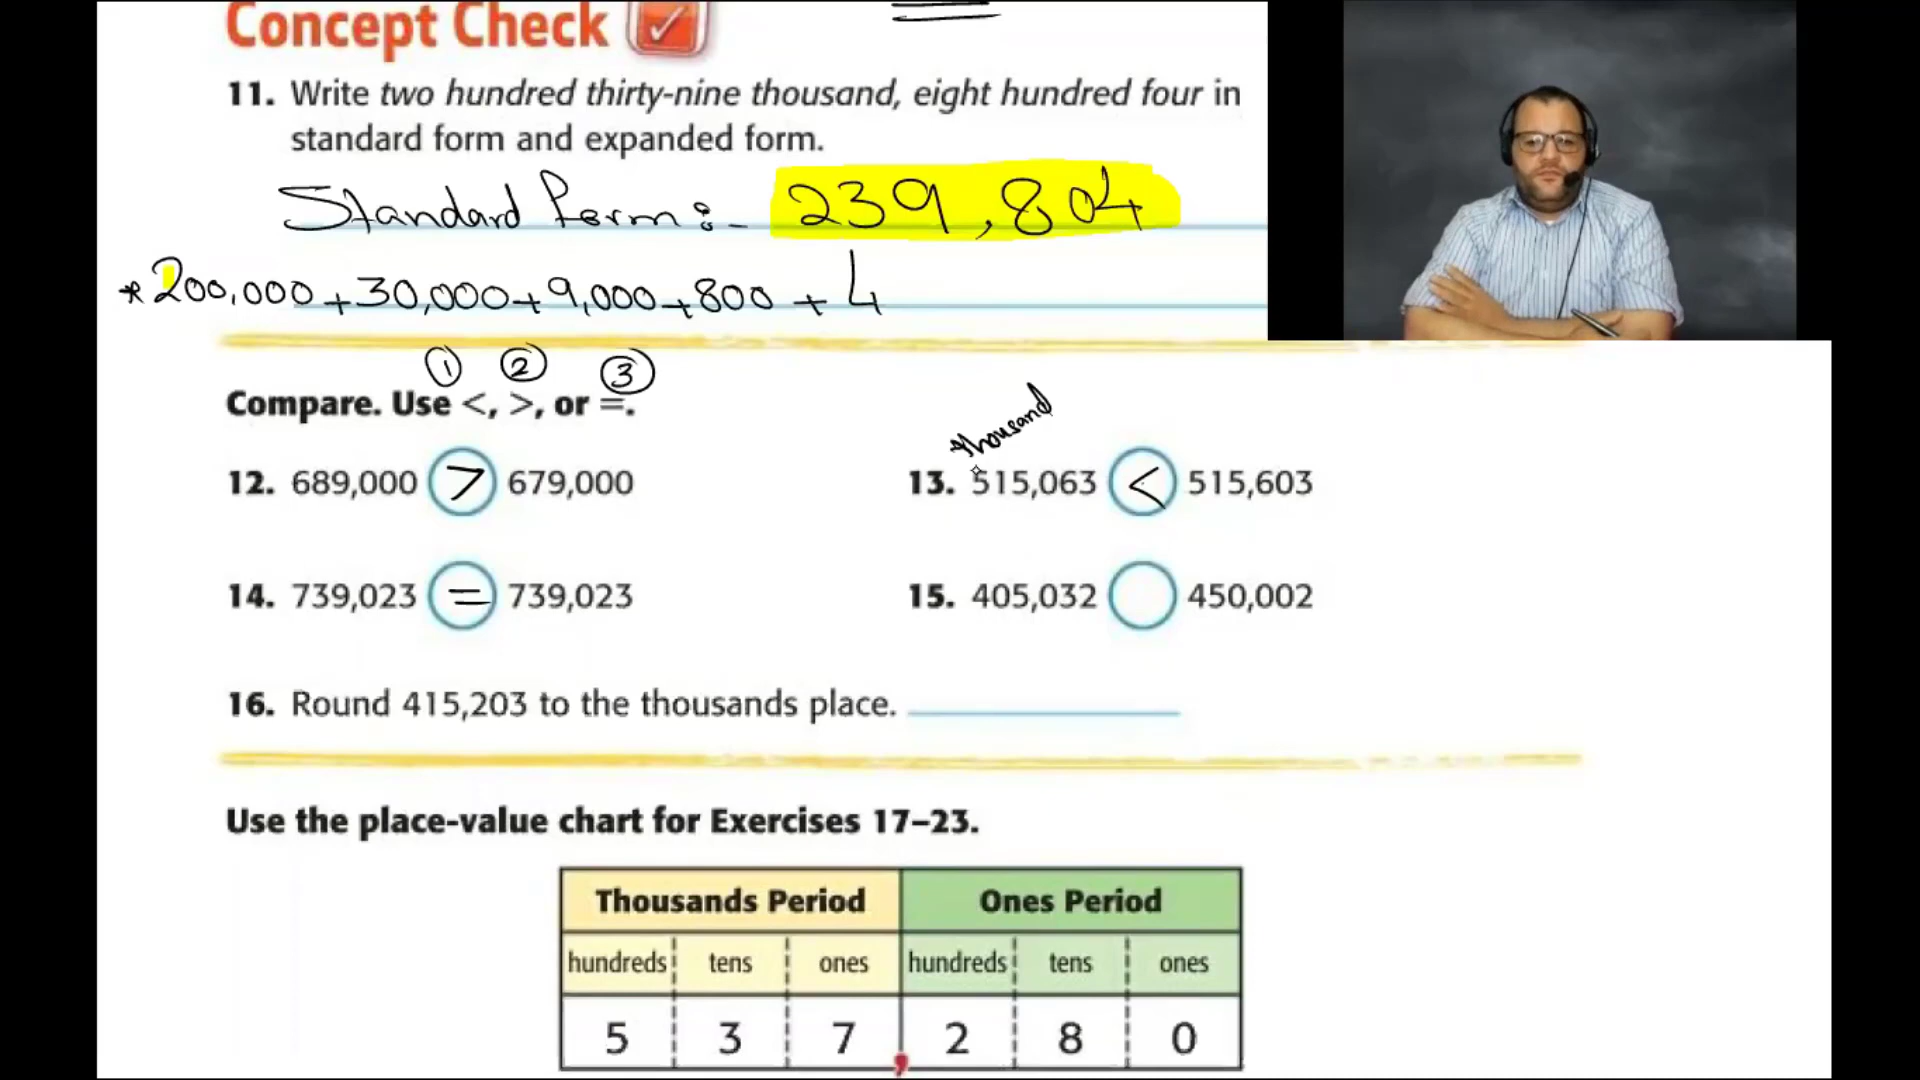 Concept Check
11. Write two hundred thirty-nine thousand, eight hundred four in
standard form and expanded form.
Standard form:- 239,804
*200,000 + 30,000 + 9,000 + 800 + 4
1 2 3
Compare. Use <, >, or =.
thousand
12. 689,000 > 679,000
13. 515,063 < 515,603
14. 739,023 = 739,023
15. 405,032 450,002
16. Round 415,203 to the thousands place.
Use the place-value chart for Exercises 17–23.
Thousands Period Ones Period
hundreds tens ones hundreds tens ones
5 3 7 , 2 8 0